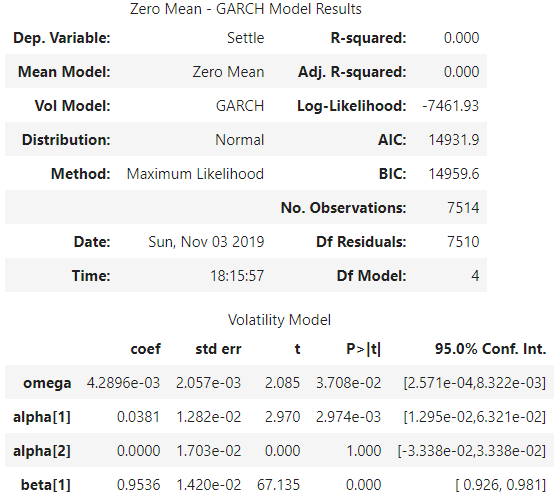 Zero Mean - GARCH Model Results
Dep. Variable: Settle R-squared: 0.000
Mean Model: Zero Mean Adj. R-squared: 0.000
Vol Model: GARCH Log-Likelihood: -7461.93
Distribution: Normal AIC: 14931.9
Method: Maximum Likelihood BIC: 14959.6
No. Observations: 7514
Date: Sun, Nov 03 2019 Df Residuals: 7510
Time: 18:15:57 Df Model: 4
Volatility Model
coef std err t P>|t| 95.0% Conf. Int.
omega 4.2896e-03 2.057e-03 2.085 3.708e-02 [2.571e-04,8.322e-03]
alpha[1] 0.0381 1.282e-02 2.970 2.974e-03 [1.295e-02,6.321e-02]
alpha[2] 0.0000 1.703e-02 0.000 1.000 [-3.338e-02,3.338e-02]
beta[1] 0.9536 1.420e-02 67.135 0.000 [ 0.926, 0.981]